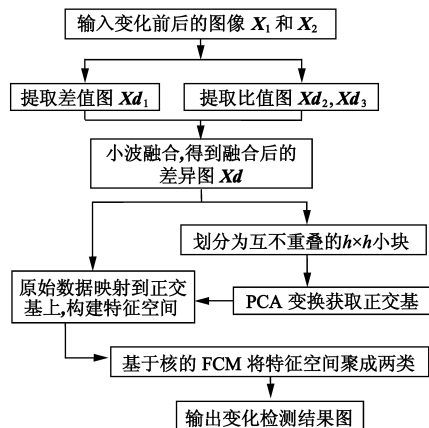 输入变化前后的图像 X₁ 和 X₂
提取差值图 Xd₁
提取比值图 Xd₂,Xd₃
小波融合,得到融合后的
差异图 Xd
划分为互不重叠的h×h小块
原始数据映射到正交
基上,构建特征空间
PCA 变换获取正交基
基于核的 FCM 将特征空间聚成两类
输出变化检测结果图